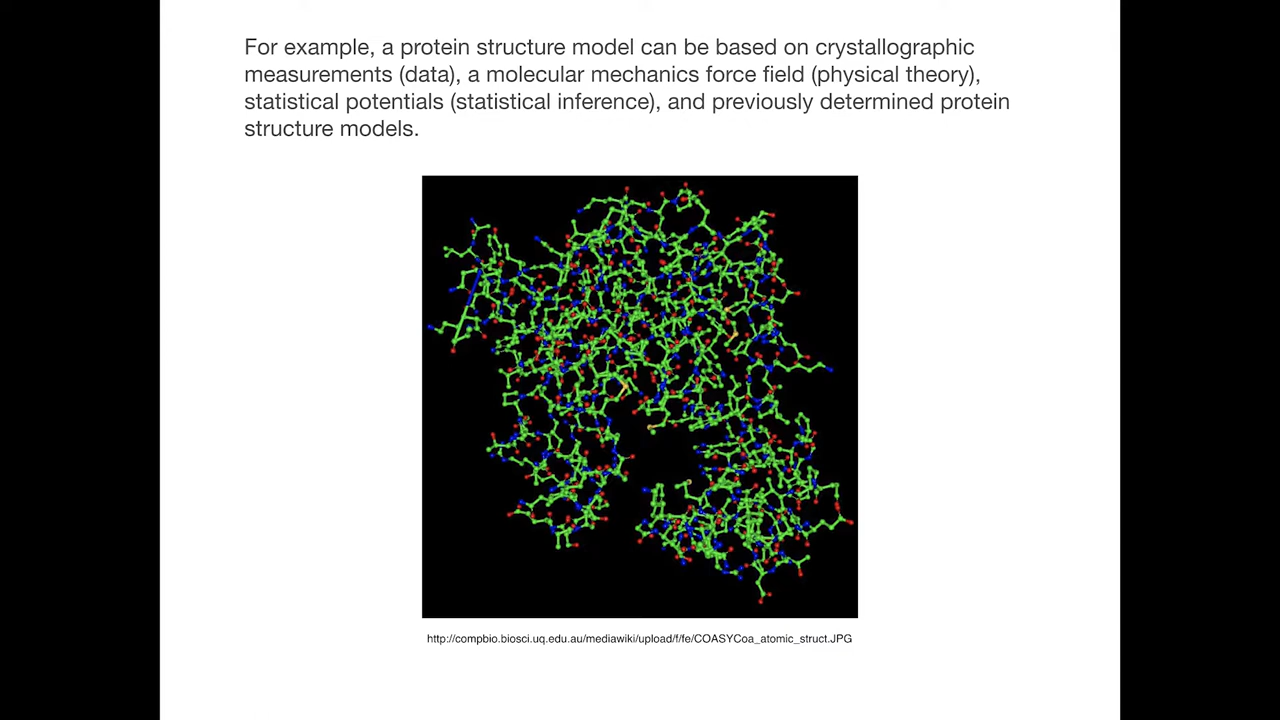 For example, a protein structure model can be based on crystallographic
measurements (data), a molecular mechanics force field (physical theory),
statistical potentials (statistical inference), and previously determined protein
structure models.
http://compbio.biosci.uq.edu.au/mediawiki/upload/f/fe/COASYCoa_atomic_struct.JPG